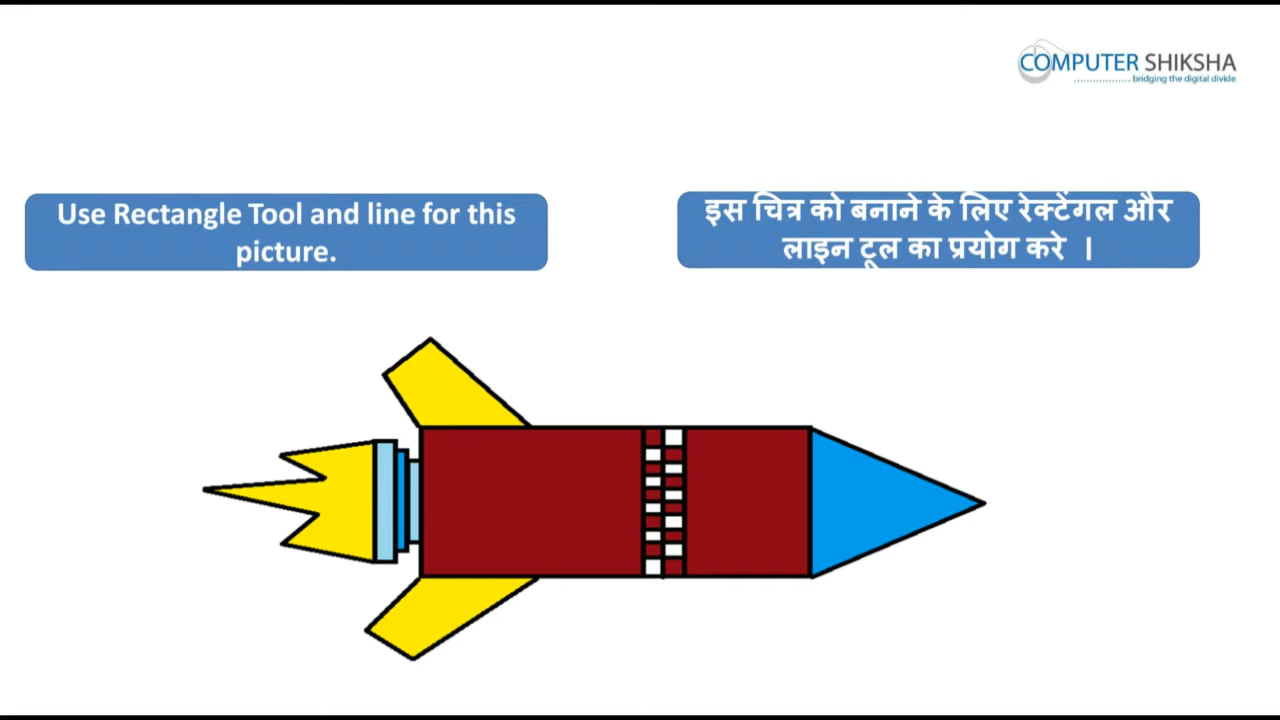 COMPUTER SHIKSHA
bridging the digital divide
Use Rectangle Tool and line for this
picture.
इस चित्र को बनाने के लिए रेक्टेंगल और
लाइन टूल का प्रयोग करे ।